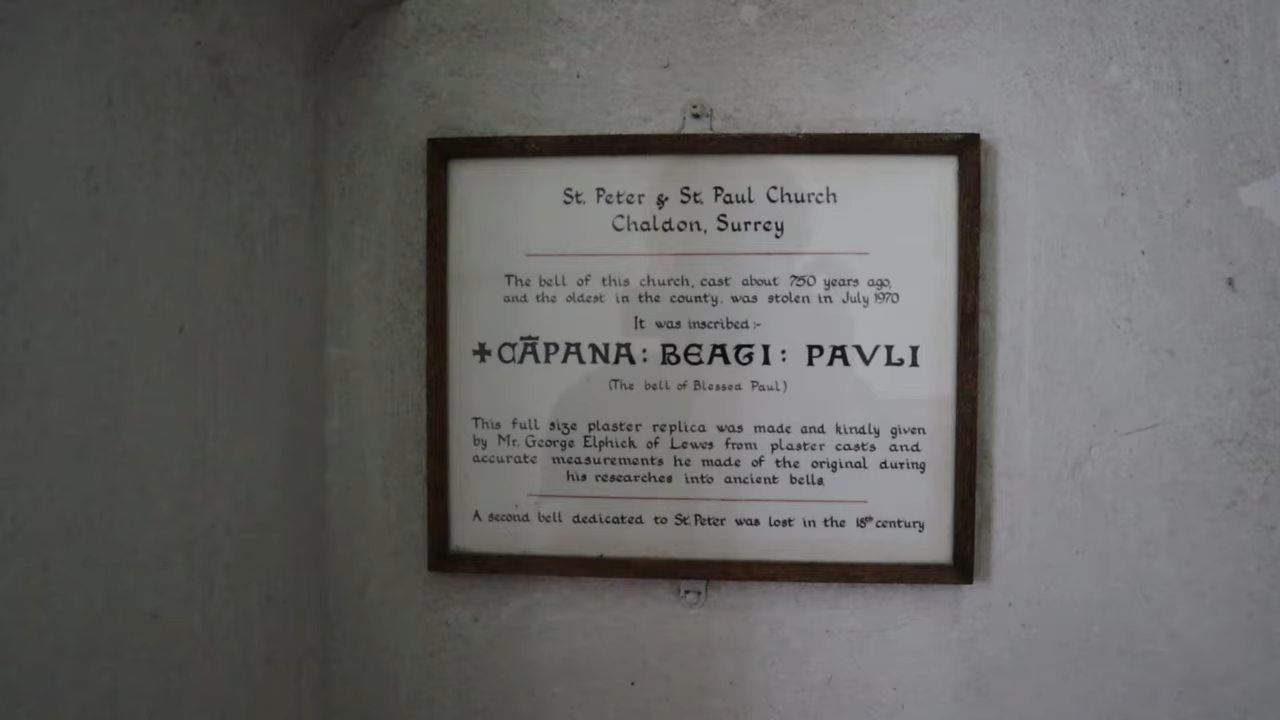 St. Peter & St. Paul Church
Chaldon, Surrey
The bell of this church, cast about 750 years ago,
and the oldest in the county, was stolen in July 1970
It was inscribed:-
✚CĀPANA: BEATI: PAVLI
(The bell of Blessed Paul)
This full size plaster replica was made and kindly given
by Mr. George Elphick of Lewes from plaster casts and
accurate measurements he made of the original during
his researches into ancient bells.
A second bell dedicated to St. Peter was lost in the 18th century